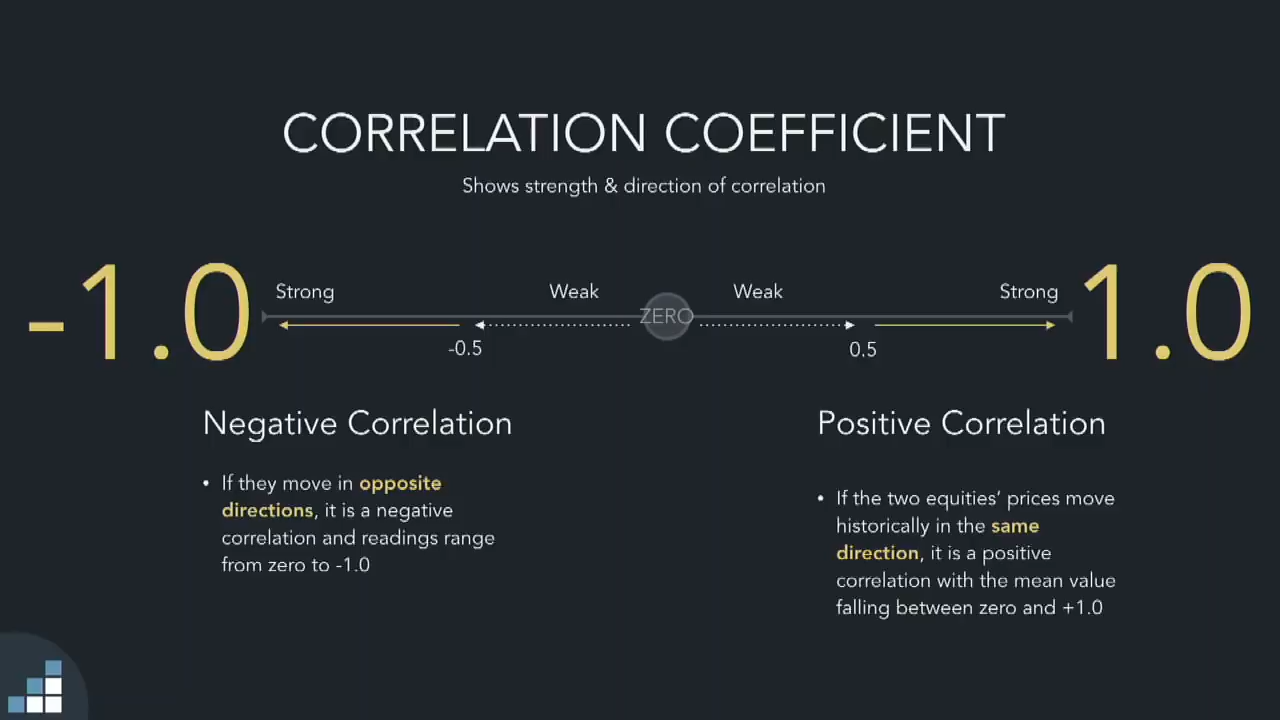 CORRELATION COEFFICIENT
Shows strength & direction of correlation
-1.0
Strong
Weak
ZERO
Weak
Strong
1.0
-0.5
0.5
Negative Correlation
• If they move in opposite
directions, it is a negative
correlation and readings range
from zero to -1.0
Positive Correlation
• If the two equities’ prices move
historically in the same
direction, it is a positive
correlation with the mean value
falling between zero and +1.0